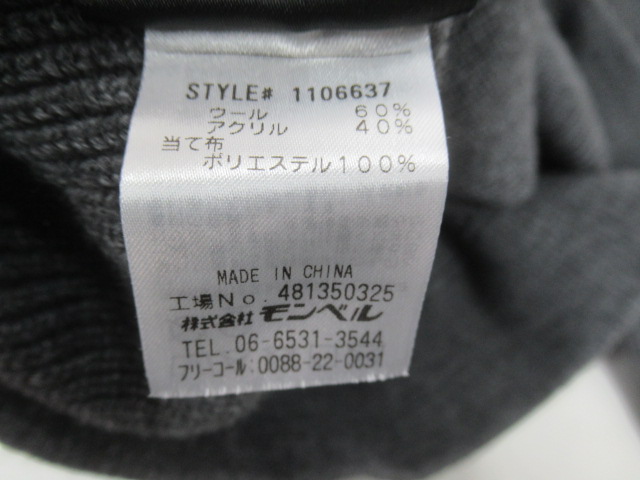 STYLE# 1106637
ウール 60%
アクリル 40%
当て布
ポリエステル100%
MADE IN CHINA
工場No. 481350325
株式会社 モンベル
TEL. 06-6531-3544
フリーコール:0088-22-0031